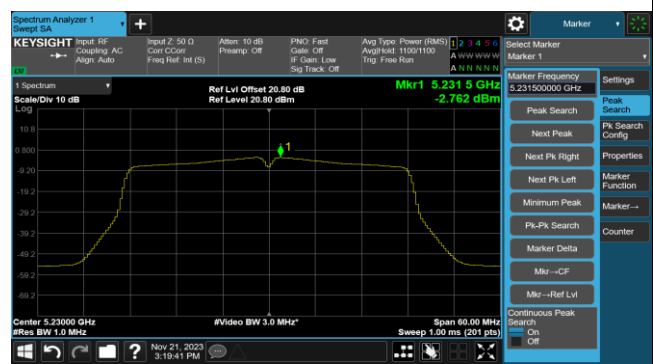 Spectrum Analyzer 1
Swept SA
+
Marker
KEYSIGHT
Input: RF
Coupling: AC
Align: Auto
Input Z: 50 Ω
Corr CCorr
Freq Ref: Int (S)
Atten: 10 dB
Preamp: Off
PNO: Fast
Gate: Off
IF Gain: Low
Sig Track: Off
Avg Type: Power (RMS)
Avg|Hold: 1100/1100
Trig: Free Run
1 2 3 4 5 6
A W W W W W
A N N N N N
Select Marker
Marker 1
1 Spectrum
Scale/Div 10 dB
Log
Ref Lvl Offset 20.80 dB
Ref Level 20.80 dBm
Mkr1 5.231 5 GHz
-2.762 dBm
10.8
0.800
-9.20
-19.2
-29.2
-39.2
-49.2
-59.2
-69.2
1
Center 5.23000 GHz
#Res BW 1.0 MHz
#Video BW 3.0 MHz*
Span 60.00 MHz
Sweep 1.00 ms (201 pts)
Marker Frequency
5.231500000 GHz
Peak Search
Next Peak
Next Pk Right
Next Pk Left
Minimum Peak
Pk-Pk Search
Marker Delta
Mkr→CF
Mkr→Ref Lvl
Continuous Peak
Search
On
Off
Settings
Peak
Search
Pk Search
Config
Properties
Marker
Function
Marker→
Counter
?
Nov 21, 2023
3:19:41 PM